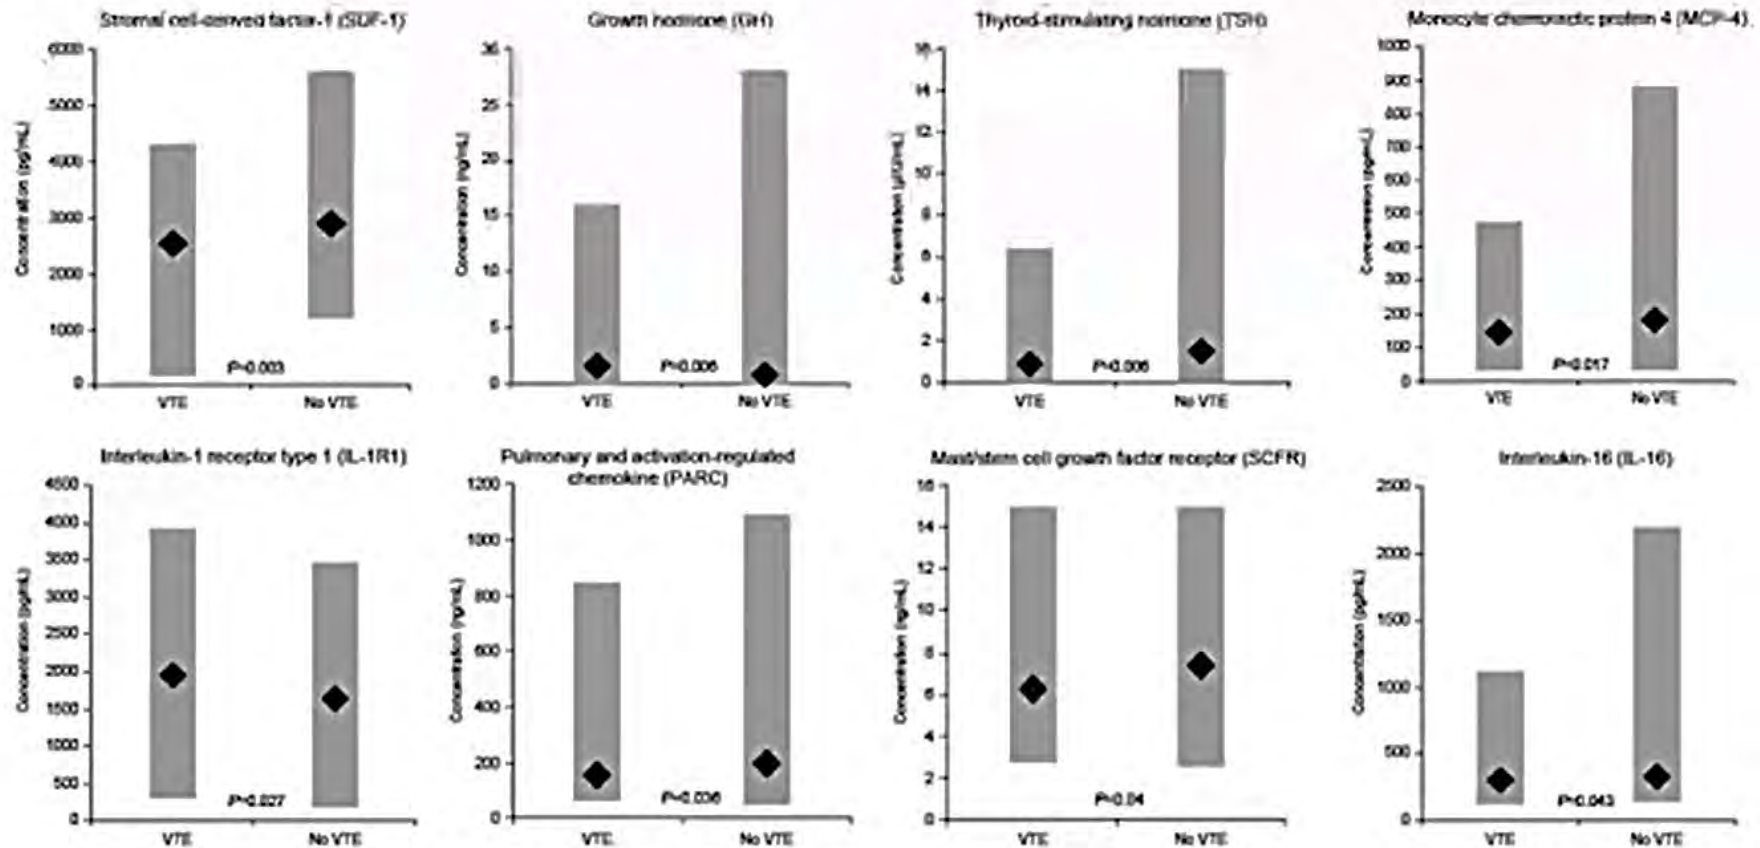 Stromal cell-derived factor-1 (SDF-1)
6000
5000
4000
3000
2000
1000
0
Concentration (pg/mL)
P=0.003
VTE
No VTE
Growth hormone (GH)
25
20
15
10
5
0
Concentration (ng/mL)
P=0.006
VTE
No VTE
Thyroid-stimulating hormone (TSH)
16
14
12
10
8
6
4
2
0
P=0.006
VTE
No VTE
Monocyte chemotactic protein 4 (MCP-4)
1000
900
800
700
600
500
400
300
200
100
0
Concentration (pg/mL)
P=0.017
VTE
No VTE
Interleukin-1 receptor type 1 (IL-1R1)
4500
4000
3500
3000
2500
2000
1500
1000
500
0
Concentration (pg/mL)
P=0.027
VTE
No VTE
Pulmonary and activation-regulated
chemokine (PARC)
1200
1000
800
600
400
200
0
Concentration (ng/mL)
P=0.036
VTE
No VTE
Mast/stem cell growth factor receptor (SCFR)
16
14
12
10
8
6
4
2
0
Concentration (ng/mL)
P=0.04
VTE
No VTE
Interleukin-16 (IL-16)
2500
2000
1500
1000
500
0
Concentration (pg/mL)
P=0.043
VTE
No VTE